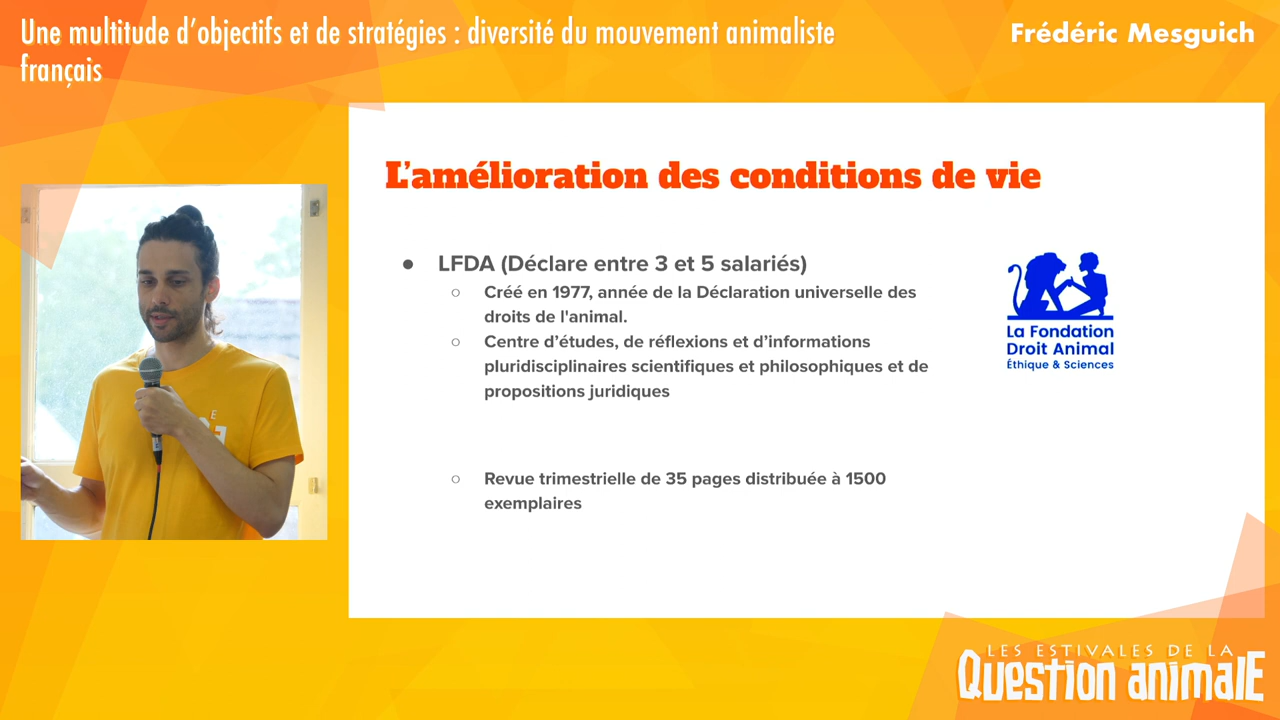 Une multitude d'objectifs et de stratégies : diversité du mouvement animaliste
français
Frédéric Mesguich
L'amélioration des conditions de vie
● LFDA (Déclare entre 3 et 5 salariés)
○ Créé en 1977, année de la Déclaration universelle des
droits de l'animal.
○ Centre d'études, de réflexions et d'informations
pluridisciplinaires scientifiques et philosophiques et de
propositions juridiques
○ Revue trimestrielle de 35 pages distribuée à 1500
exemplaires
La Fondation
Droit Animal
Éthique & Sciences
LES ESTIVALES DE LA
QUESTION ANIMALE